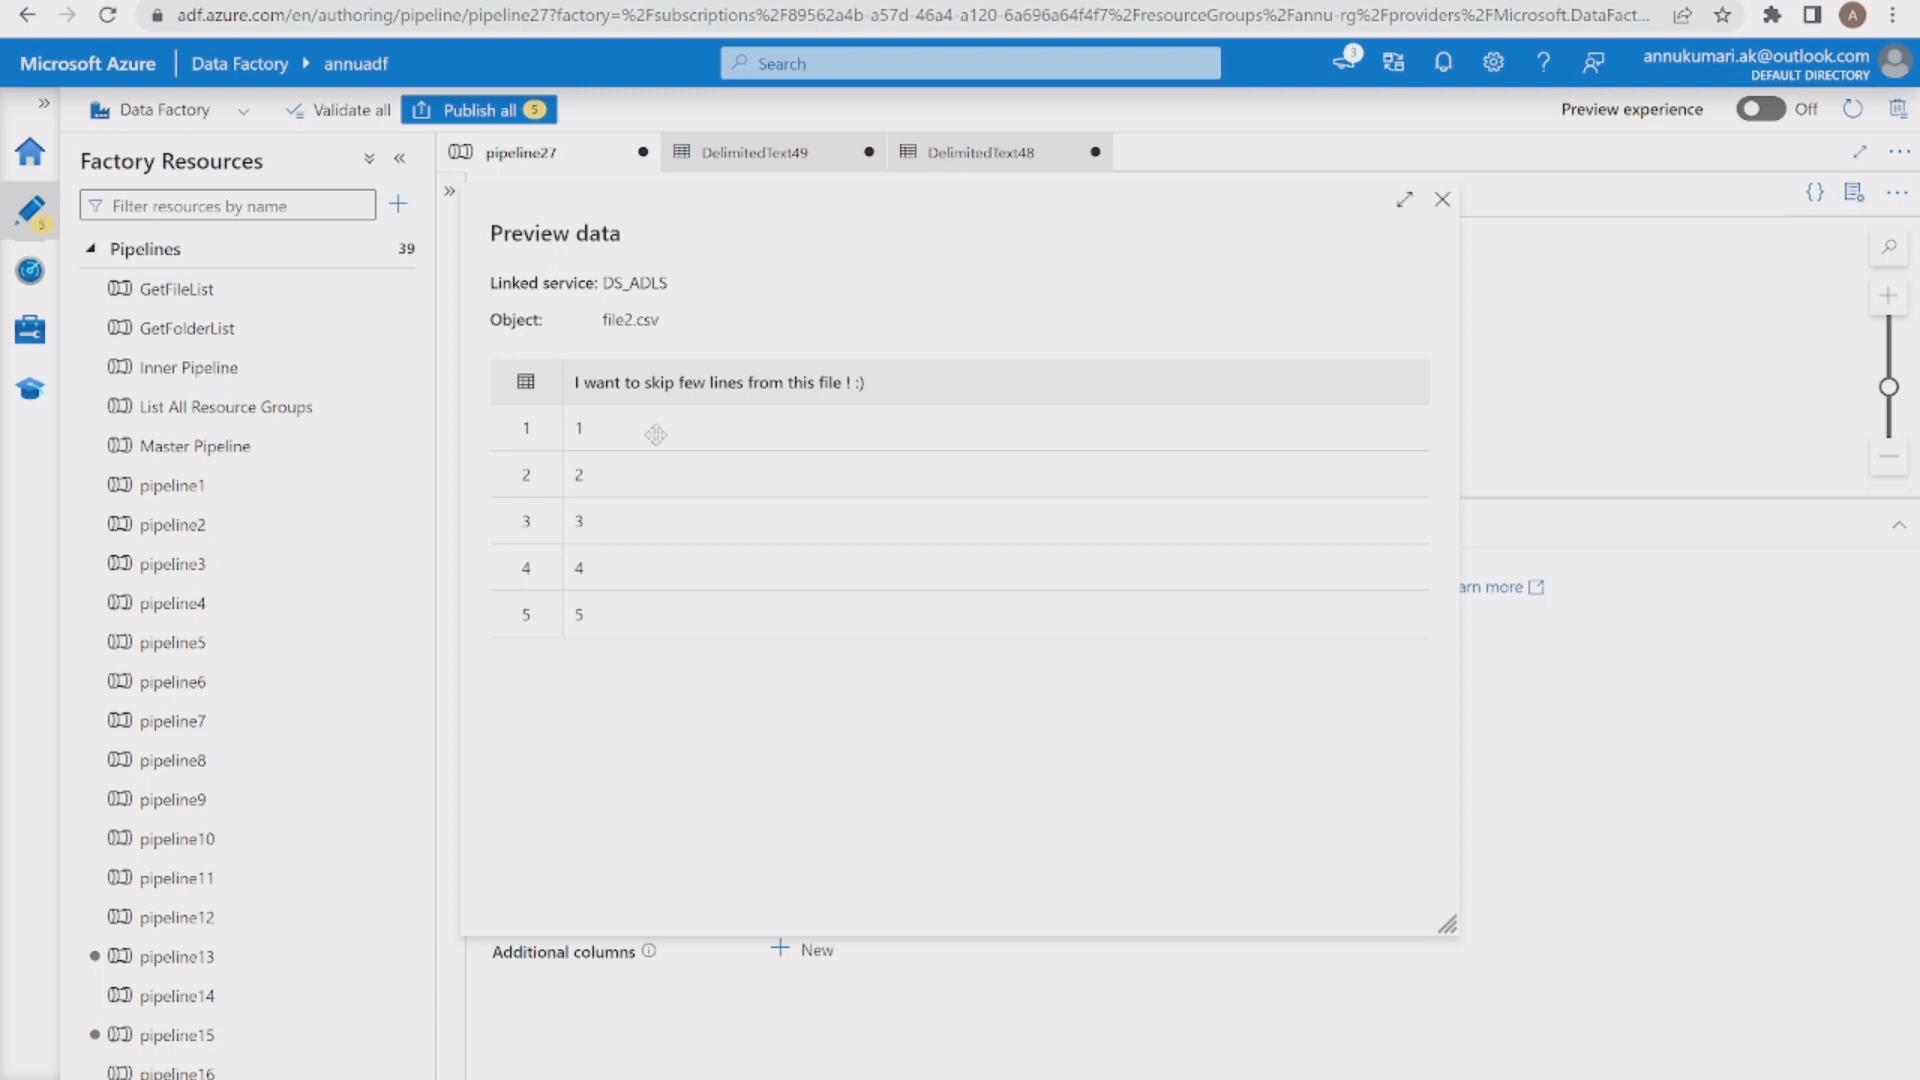 adf.azure.com/en/authoring/pipeline/pipeline27?factory=%2Fsubscriptions%2F89562a4b-a57d-46a4-a120-6a696a64f4f7%2FresourceGroups%2Fannu-rg%2Fproviders%2FMicrosoft.DataFact...
A
Microsoft Azure
Data Factory
annuadf
Search
3
annukumari.ak@outlook.com
DEFAULT DIRECTORY
Data Factory
Validate all
Publish all 5
Preview experience
Off
Factory Resources
Filter resources by name
5
Pipelines 39
GetFileList
GetFolderList
Inner Pipeline
List All Resource Groups
Master Pipeline
pipeline1
pipeline2
pipeline3
pipeline4
pipeline5
pipeline6
pipeline7
pipeline8
pipeline9
pipeline10
pipeline11
pipeline12
pipeline13
pipeline14
pipeline15
pipeline16
pipeline27
DelimitedText49
DelimitedText48
Preview data
Linked service: DS_ADLS
Object: file2.csv
I want to skip few lines from this file ! :)
1 1
2 2
3 3
4 4
5 5
arn more
Additional columns
New